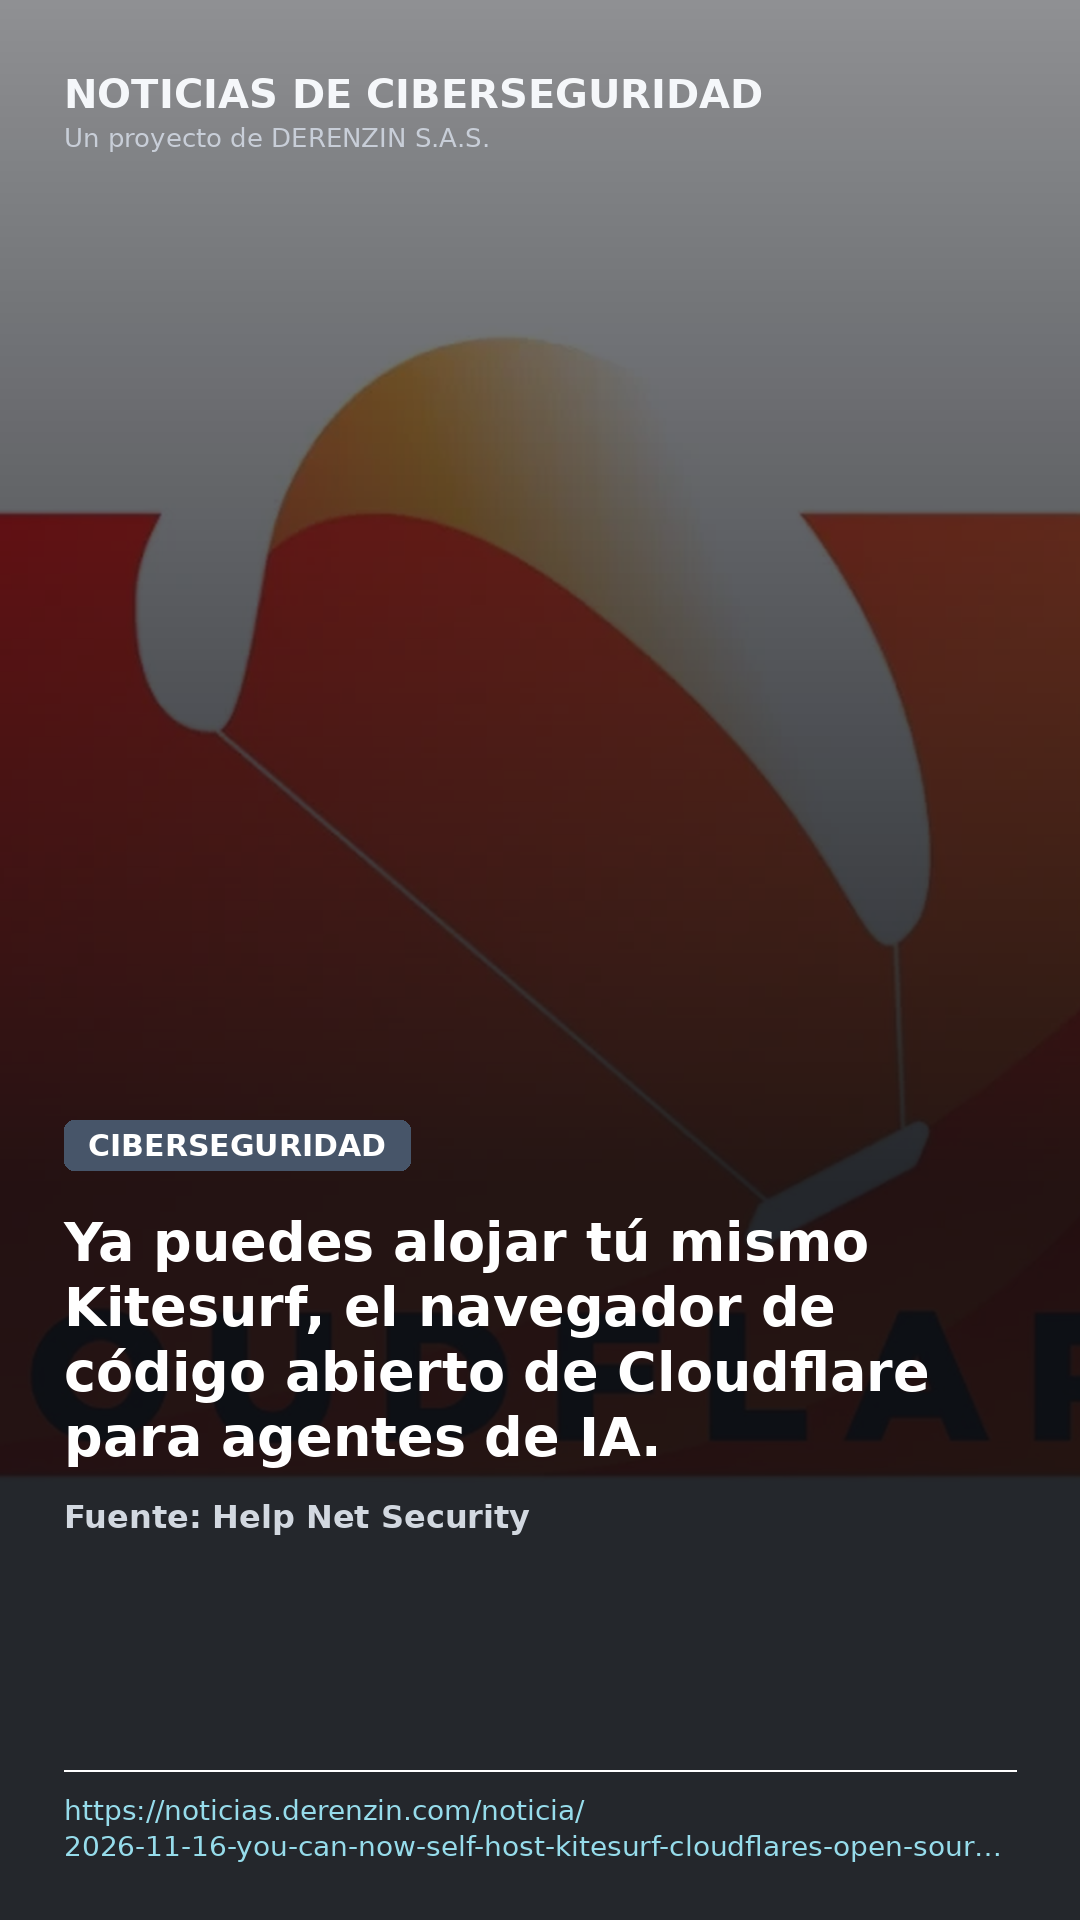 NOTICIAS DE CIBERSEGURIDAD
Un proyecto de DERENZIN S.A.S.
CIBERSEGURIDAD
Ya puedes alojar tú mismo
Kitesurf, el navegador de
código abierto de Cloudflare
para agentes de IA.
OUDFLAR
Fuente: Help Net Security
https://noticias.derenzin.com/noticia/
2026-11-16-you-can-now-self-host-kitesurf-cloudflares-open-sour...